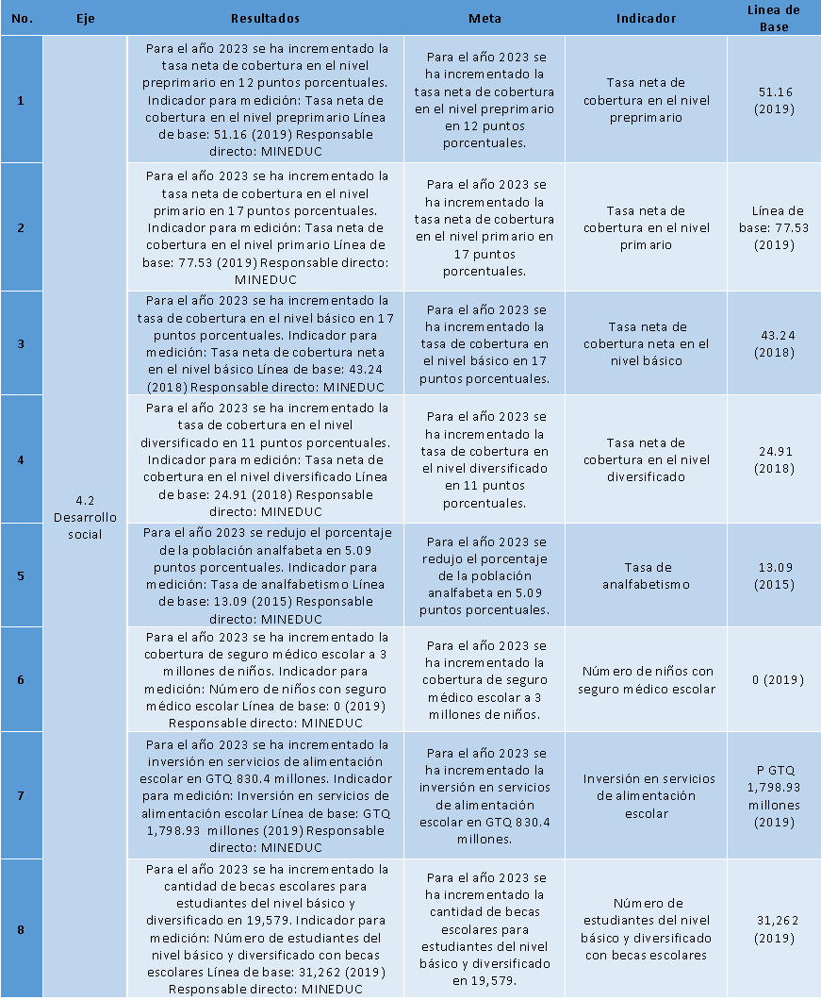 No.
Eje
Resultados
Meta
Indicador
Linea de
Base
1
Para el año 2023 se ha incrementado la
tasa neta de cobertura en el nivel
preprimario en 12 puntos porcentuales.
Indicador para medición: Tasa neta de
cobertura en el nivel preprimario Línea
de base: 51.16 (2019) Responsable
directo: MINEDUC
Para el año 2023 se
ha incrementado la
tasa neta de cobertura
en el nivel preprimario
en 12 puntos
porcentuales.
Tasa neta de
cobertura en el nivel
preprimario
51.16
(2019)
2
Para el año 2023 se ha incrementado la
tasa neta de cobertura en el nivel
primario en 17 puntos porcentuales.
Indicador para medición: Tasa neta de
cobertura en el nivel primario Línea de
base: 77.53 (2019) Responsable directo:
MINEDUC
Para el año 2023 se
ha incrementado la
tasa neta de cobertura
en el nivel primario en
17 puntos
porcentuales.
Tasa neta de
cobertura en el nivel
primario
Línea de
base: 77.53
(2019)
3
Para el año 2023 se ha incrementado la
tasa de cobertura en el nivel básico en 17
puntos porcentuales. Indicador para
medición: Tasa neta de cobertura neta
en el nivel básico Línea de base: 43.24
(2018) Responsable directo: MINEDUC
Para el año 2023 se
ha incrementado la
tasa de cobertura en
el nivel básico en 17
puntos porcentuales.
Tasa neta de
cobertura neta en el
nivel básico
43.24
(2018)
4
Para el año 2023 se ha incrementado la
tasa de cobertura en el nivel
diversificado en 11 puntos porcentuales.
Indicador para medición: Tasa neta de
cobertura en el nivel diversificado Línea
de base: 24.91 (2018) Responsable
directo: MINEDUC
Para el año 2023 se
ha incrementado la
tasa de cobertura en
el nivel diversificado
en 11 puntos
porcentuales.
Tasa neta de
cobertura en el nivel
diversificado
24.91
(2018)
4.2
Desarrollo
social
5
Para el año 2023 se redujo el porcentaje
de la población analfabeta en 5.09
puntos porcentuales. Indicador para
medición: Tasa de analfabetismo Línea
de base: 13.09 (2015) Responsable
directo: MINEDUC
Para el año 2023 se
redujo el porcentaje
de la población
analfabeta en 5.09
puntos porcentuales.
Tasa de
analfabetismo
13.09
(2015)
6
Para el año 2023 se ha incrementado la
cobertura de seguro médico escolar a 3
millones de niños. Indicador para
medición: Número de niños con seguro
médico escolar Línea de base: 0 (2019)
Responsable directo: MINEDUC
Para el año 2023 se
ha incrementado la
cobertura de seguro
médico escolar a 3
millones de niños.
Número de niños con
seguro médico escolar
0 (2019)
7
Para el año 2023 se ha incrementado la
inversión en servicios de alimentación
escolar en GTQ 830.4 millones. Indicador
para medición: Inversión en servicios de
alimentación escolar Línea de base: GTQ
1,798.93 millones (2019) Responsable
directo: MINEDUC
Para el año 2023 se
ha incrementado la
inversión en servicios
de alimentación
escolar en GTQ 830.4
millones.
Inversión en servicios
de alimentación
escolar
P GTQ
1,798.93
millones
(2019)
8
Para el año 2023 se ha incrementado la
cantidad de becas escolares para
estudiantes del nivel básico y
diversificado en 19,579. Indicador para
medición: Número de estudiantes del
nivel básico y diversificado con becas
escolares Línea de base: 31,262 (2019)
Responsable directo: MINEDUC
Para el año 2023 se
ha incrementado la
cantidad de becas
escolares para
estudiantes del nivel
básico y diversificado
en 19,579.
Número de
estudiantes del nivel
básico y diversificado
con becas escolares
31,262
(2019)